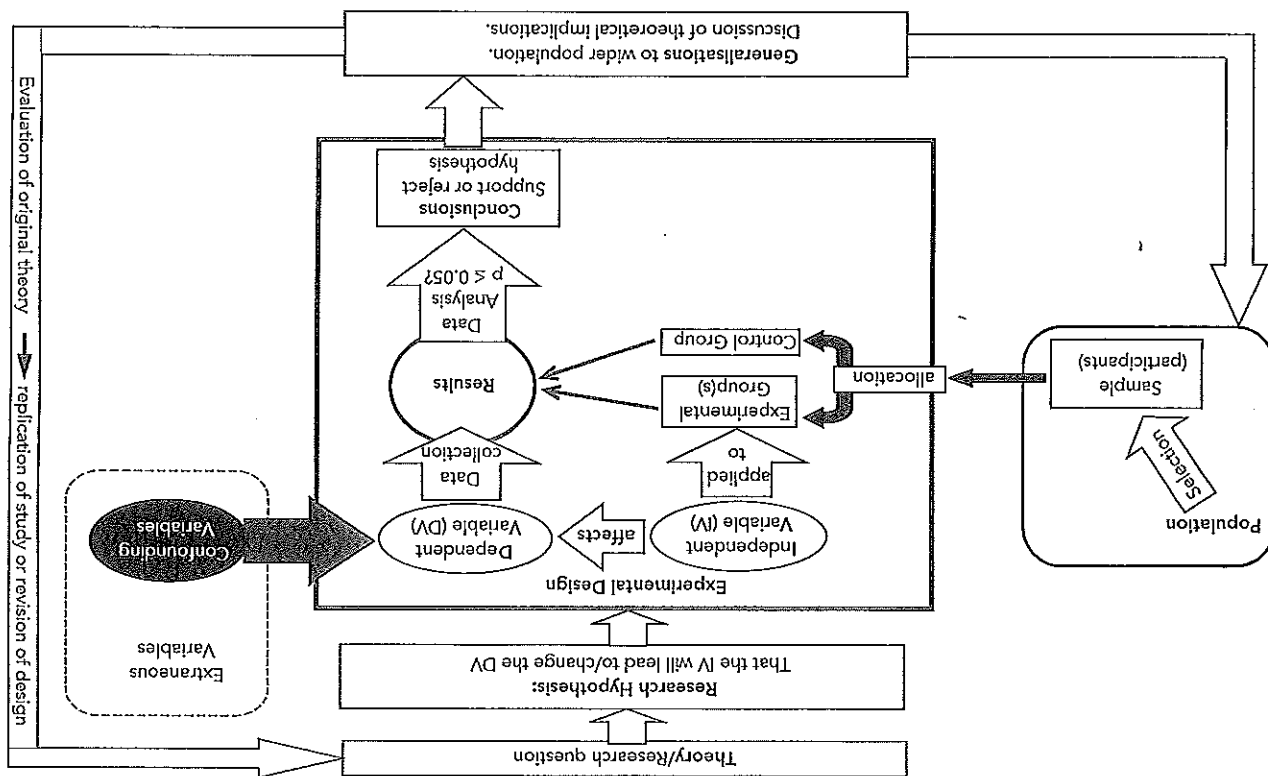 Theory/Research question
Research Hypothesis:
That the IV will lead to/change the DV
Experimental Design
Population
Selection
Sample
(participants)
allocation
Independent
Variable (IV)
affects
Dependent
Variable (DV)
applied
to
Experimental
Group(s)
Control Group
Data
collection
Results
Data
Analysis
p ≤ 0.05?
Conclusions
Support or reject
hypothesis
Extraneous
Variables
Confounding
Variables
Generalisations to wider population.
Discussion of theoretical implications.
Evaluation of original theory → replication of study or revision of design